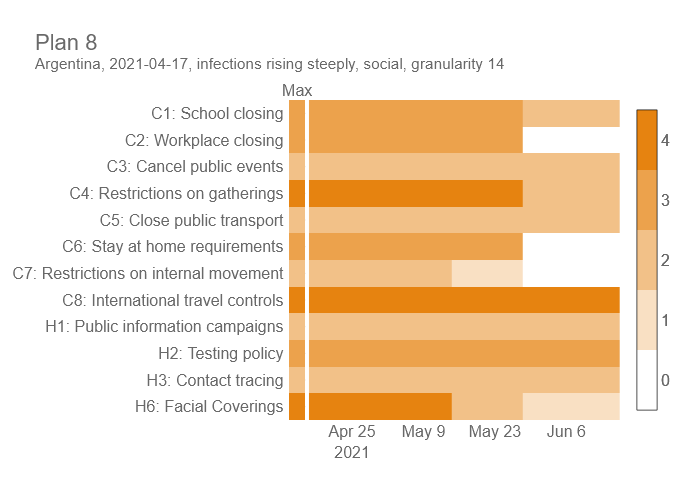 Plan 8
Argentina, 2021-04-17, infections rising steeply, social, granularity 14
Max
C1: School closing
C2: Workplace closing
C3: Cancel public events
C4: Restrictions on gatherings
C5: Close public transport
C6: Stay at home requirements
C7: Restrictions on internal movement
C8: International travel controls
H1: Public information campaigns
H2: Testing policy
H3: Contact tracing
H6: Facial Coverings
Apr 25 May 9 May 23 Jun 6
2021
4
3
2
1
0